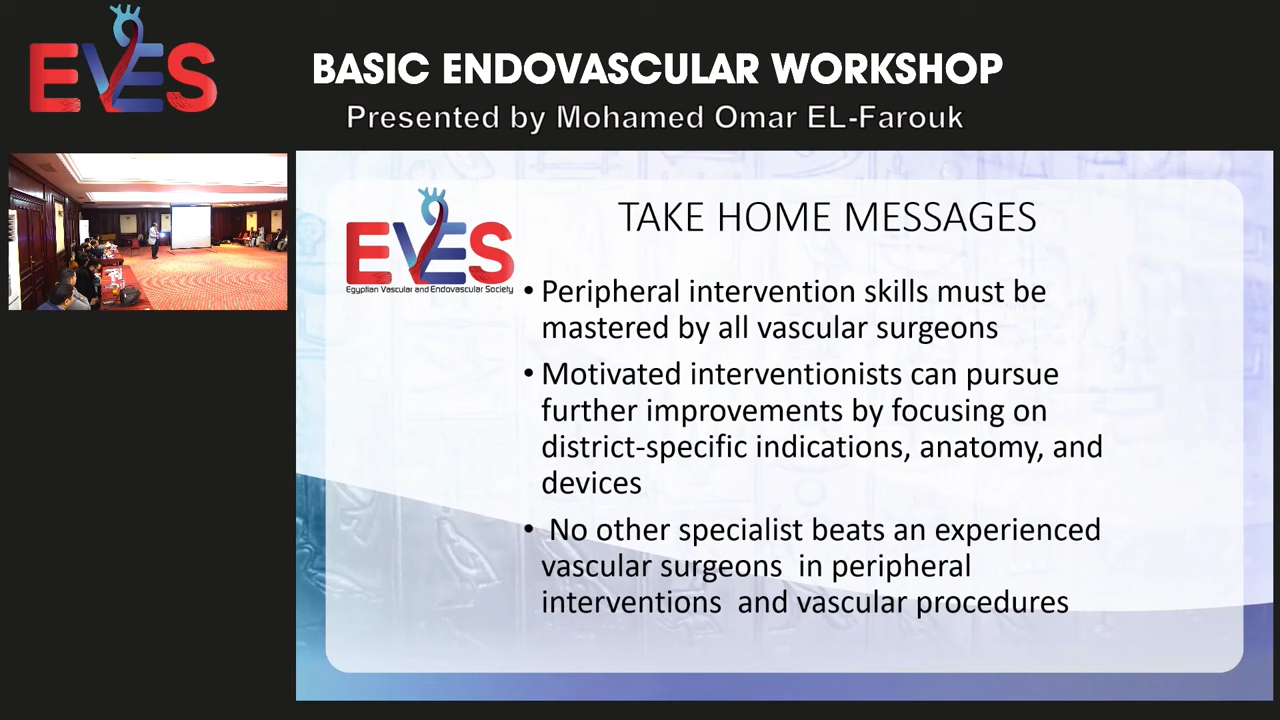 EVES
BASIC ENDOVASCULAR WORKSHOP
Presented by Mohamed Omar EL-Farouk
EVES
Egyptian Vascular and Endovascular Society
TAKE HOME MESSAGES
• Peripheral intervention skills must be
mastered by all vascular surgeons
• Motivated interventionists can pursue
further improvements by focusing on
district-specific indications, anatomy, and
devices
• No other specialist beats an experienced
vascular surgeons in peripheral
interventions and vascular procedures